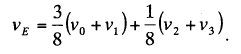 v_E = \frac{3}{8}(v_0 + v_1) + \frac{1}{8}(v_2 + v_3).